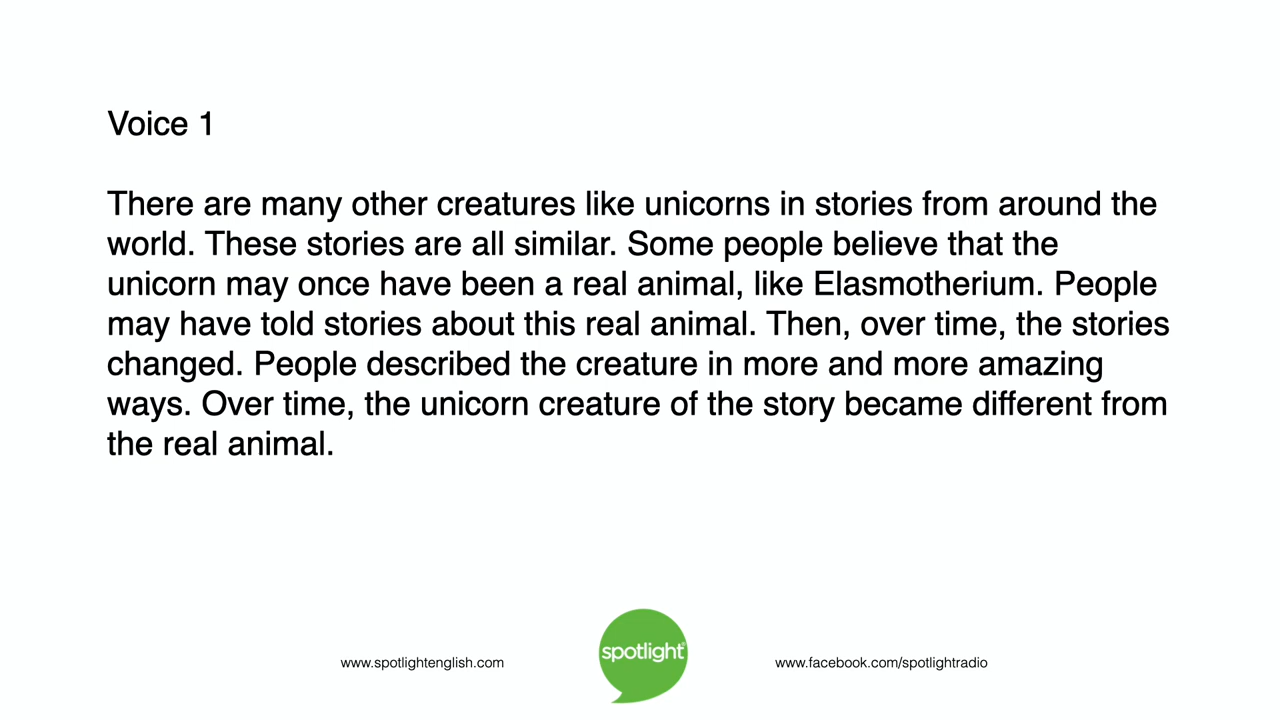 Voice 1
There are many other creatures like unicorns in stories from around the
world. These stories are all similar. Some people believe that the
unicorn may once have been a real animal, like Elasmotherium. People
may have told stories about this real animal. Then, over time, the stories
changed. People described the creature in more and more amazing
ways. Over time, the unicorn creature of the story became different from
the real animal.
www.spotlightenglish.com
spotlight®
www.facebook.com/spotlightradio